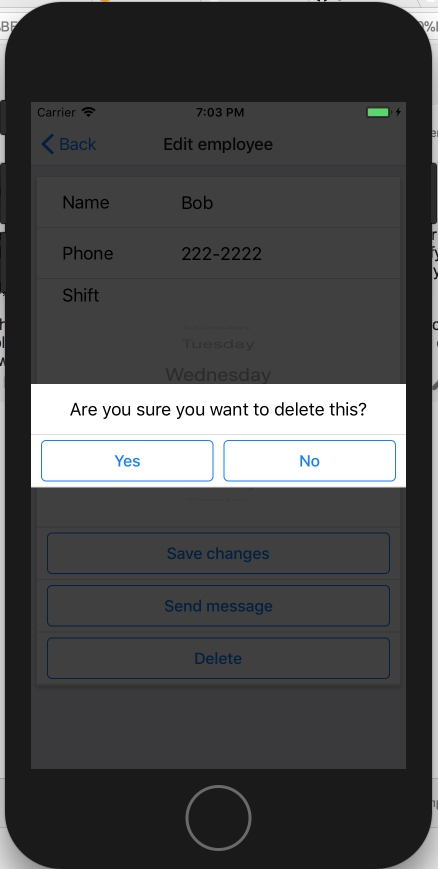 Carrier 7:03 PM
Back Edit employee
Name Bob
Phone 222-2222
Shift
Tuesday
Wednesday
Are you sure you want to delete this?
Yes No
Save changes
Send message
Delete